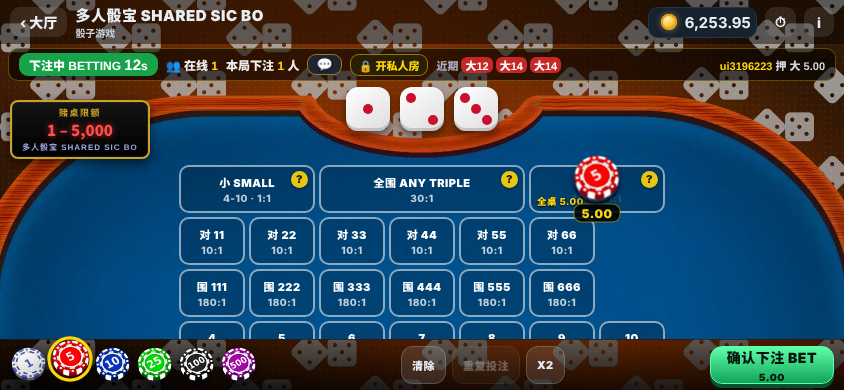 ‹ 大厅
多人骰宝 SHARED SIC BO
骰子游戏
6,253.95
i
下注中 BETTING 12s
在线 1
本局下注 1 人
开私人房
近期 大12 大14 大14
ui3196223 押 大 5.00
赌桌限额
1 – 5,000
多人骰宝 SHARED SIC BO
小 SMALL
4-10 · 1:1
?
全围 ANY TRIPLE
30:1
?
5
全桌 5.00
5.00
?
对 11
10:1
对 22
10:1
对 33
10:1
对 44
10:1
对 55
10:1
对 66
10:1
围 111
180:1
围 222
180:1
围 333
180:1
围 444
180:1
围 555
180:1
围 666
180:1
4
5
6
7
8
9
10
1
5
10
25
100
500
清除
重复投注
X2
确认下注 BET
5.00